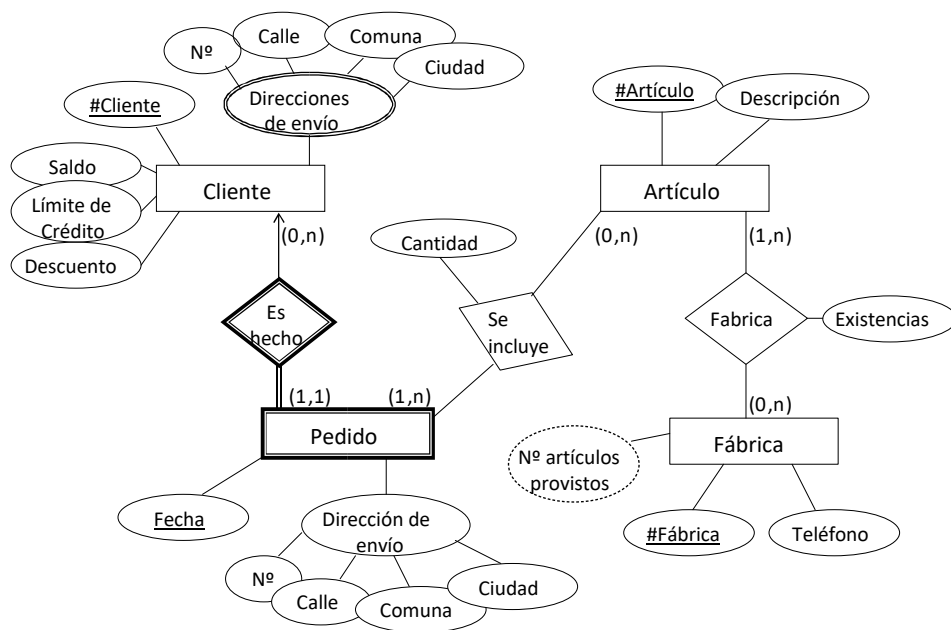 Nº
Calle
Comuna
Ciudad
Direcciones
de envío
#Cliente
Saldo
Límite de
Crédito
Descuento
Cliente
(0,n)
Es
hecho
(1,1)
(1,n)
Pedido
Fecha
Dirección de
envío
Nº
Calle
Comuna
Ciudad
Cantidad
Se
incluye
#Artículo
Descripción
Artículo
(0,n)
(1,n)
Fabrica
Existencias
(0,n)
Fábrica
Nº artículos
provistos
#Fábrica
Teléfono